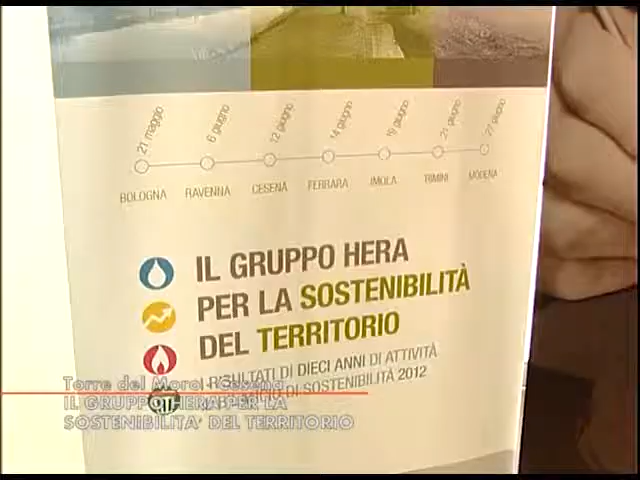 21 maggio 6 giugno 12 giugno 14 giugno 19 giugno 21 giugno 27 giugno
BOLOGNA RAVENNA CESENA FERRARA IMOLA RIMINI MODENA
IL GRUPPO HERA
PER LA SOSTENIBILITÀ
DEL TERRITORIO
RISULTATI DI DIECI ANNI DI ATTIVITÀ
DI SOSTENIBILITÀ 2012
Torre del Moro - Cesena
IL GRUPPO HERA PER LA
SOSTENIBILITA' DEL TERRITORIO